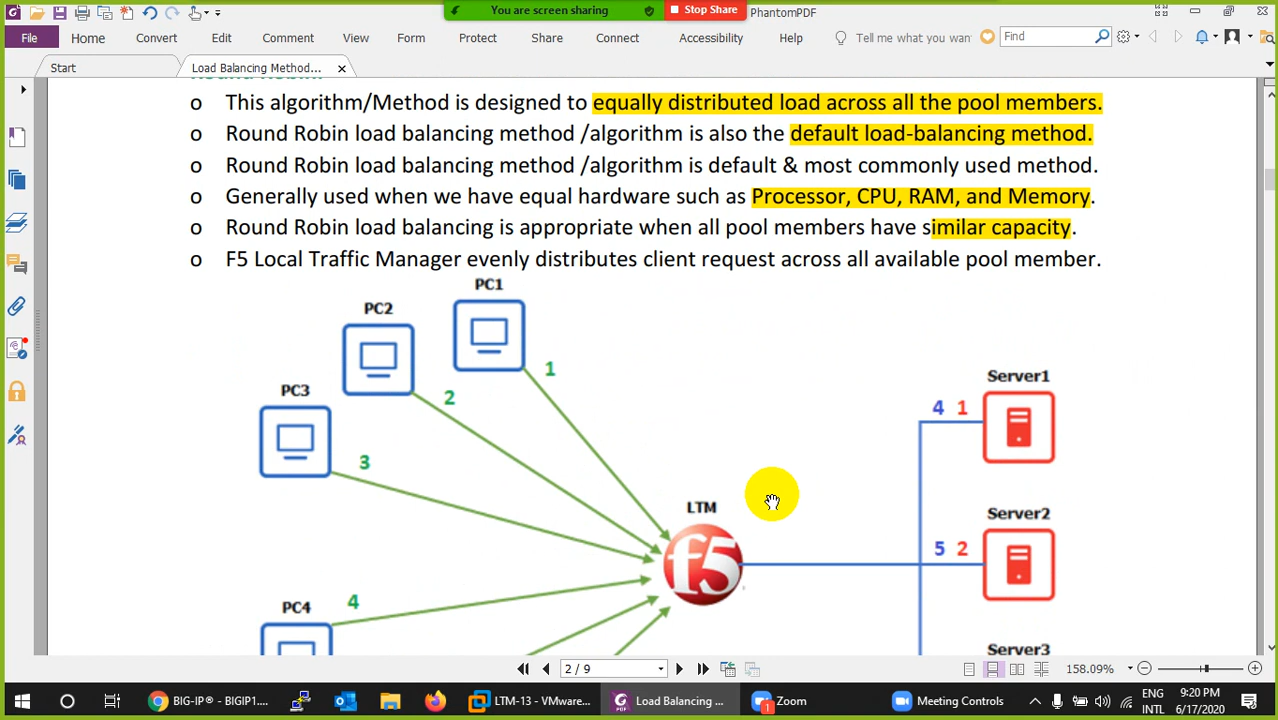 You are screen sharing
Stop Share
PhantomPDF
File Home Convert Edit Comment View Form Protect Share Connect Accessibility Help Tell me what you want Find
Start
Load Balancing Method...
o This algorithm/Method is designed to equally distributed load across all the pool members.
o Round Robin load balancing method /algorithm is also the default load-balancing method.
o Round Robin load balancing method /algorithm is default & most commonly used method.
o Generally used when we have equal hardware such as Processor, CPU, RAM, and Memory.
o Round Robin load balancing is appropriate when all pool members have similar capacity.
o F5 Local Traffic Manager evenly distributes client request across all available pool member.
PC1
PC2
1
Server1
PC3
2
4 1
3
LTM
Server2
f5
5 2
PC4
4
Server3
2 / 9
158.09%
BIG-IP® - BIGIP1...
LTM-13 - VMware...
Load Balancing ...
Zoom
1
Meeting Controls
ENG
INTL
9:20 PM
6/17/2020